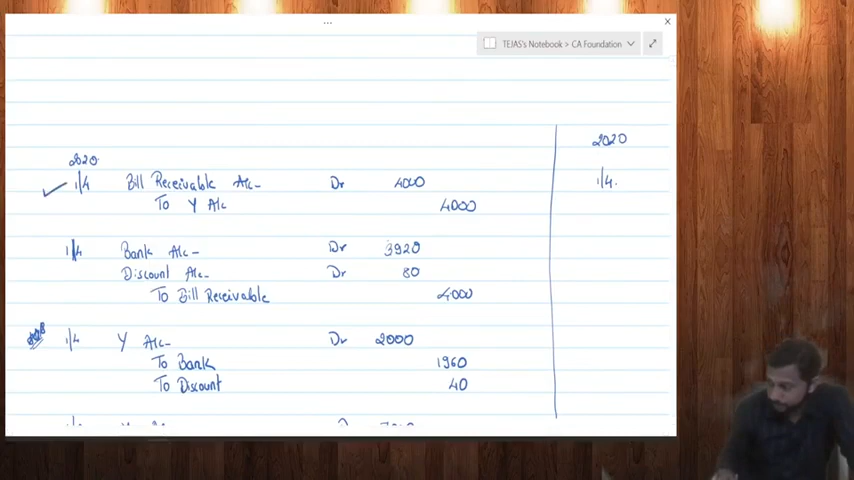 ...
TEJAS's Notebook > CA Foundation
2020
2020
1/4 Bill Receivable A/c- Dr 4000
1/4.
To Y A/c 4000
1/4 Bank A/c- Dr 3920
Discount A/c- Dr 80
To Bill Receivable 4000
1/4 Y A/c- Dr 2000
To Bank 1960
To Discount 40